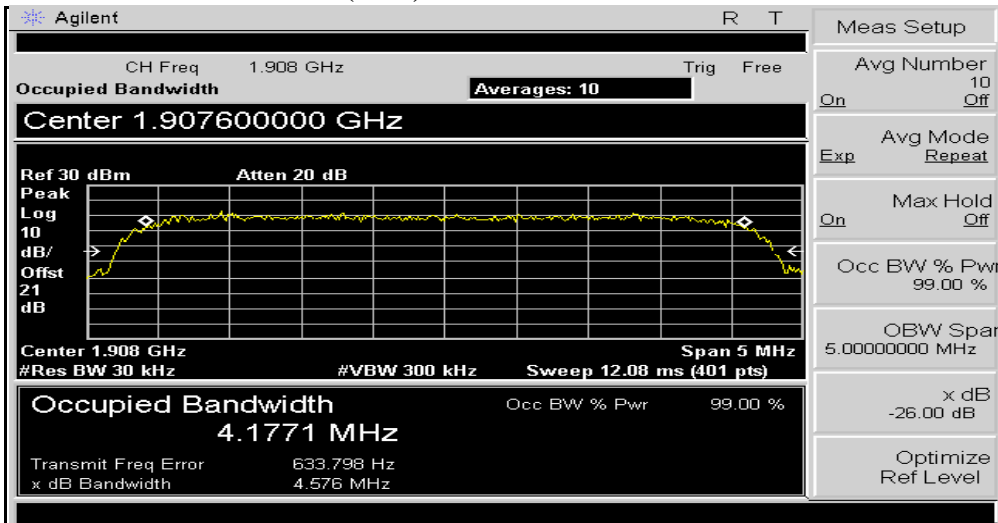 Agilent R T
CH Freq 1.908 GHz Trig Free
Occupied Bandwidth Averages: 10
Center 1.907600000 GHz
Ref 30 dBm Atten 20 dB
Peak
Log
10
dB/
Offst
21
dB
Center 1.908 GHz Span 5 MHz
#Res BW 30 kHz #VBW 300 kHz Sweep 12.08 ms (401 pts)
Occupied Bandwidth Occ BW % Pwr 99.00 %
4.1771 MHz
Transmit Freq Error 633.798 Hz
x dB Bandwidth 4.576 MHz
Meas Setup
Avg Number
10
On Off
Avg Mode
Exp Repeat
Max Hold
On Off
Occ BW % Pwr
99.00 %
OBW Span
5.00000000 MHz
x dB
-26.00 dB
Optimize
Ref Level